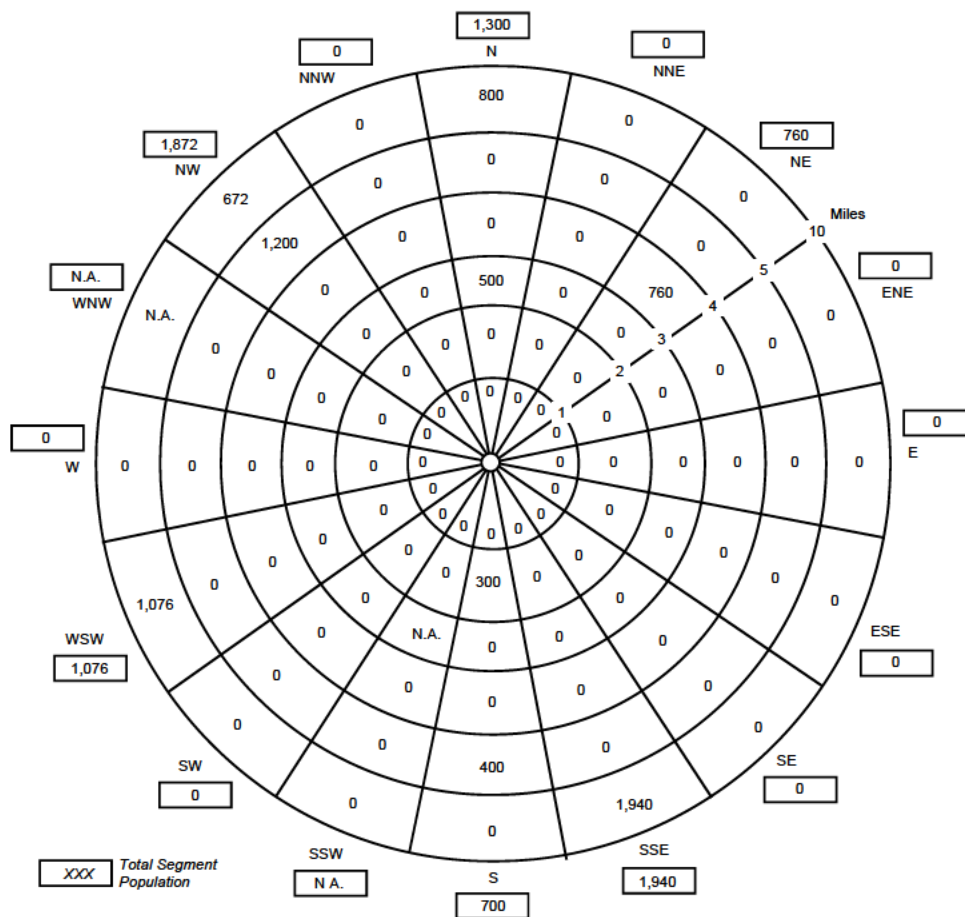 1,300
0 N 0
NNW NNE
800
0 0
760
1,872 0 NE
NW
0 0
672 0
Miles
0 10
0 0
1,200 0
0 5
N.A. 500
WNW 0 0 0 760 ENE
4
N.A. 0
0 0 0
0 0 3 0
0 0
0 0 2 0
0 0 0 0 0
0 0 1
0 0 0
0 0 0
E
0 0 0 0 0 0 0 0 0 0 0 0
W
0 0
0 0
0 0
0 0
0
0 0
0 0
0 0
0 300 0 0
0
1,076 0 0 0
0 N.A. 0 0 ESE
WSW 0
1,076 0
0
0 0 0
0
0 0
0 0
SW 400 SE
0 0
0 1,940
0
SSW SSE
XXX Total Segment
Population
N A. S 1,940
700